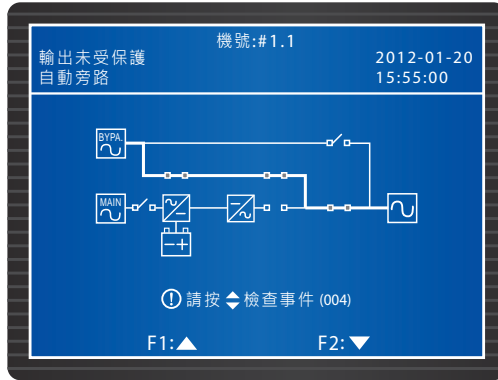 機號:#1.1
輸出未受保護 2012-01-20
自動旁路 15:55:00
BYPA.
MAIN
請按 檢查事件 (004)
F1: F2: